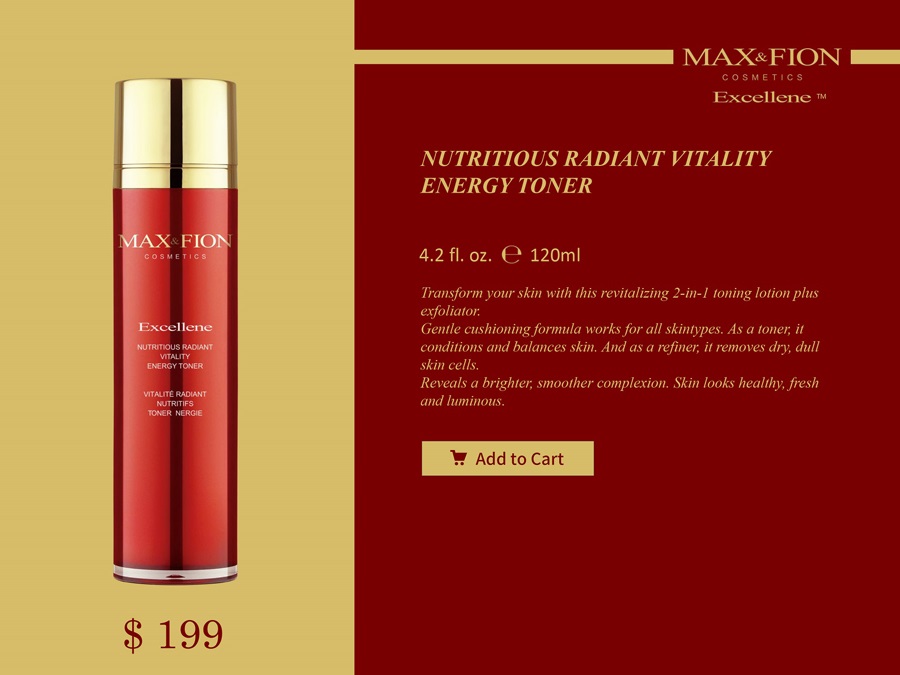 MAX&FION
COSMETICS
Excellene
NUTRITIOUS RADIANT
VITALITY
ENERGY TONER
VITALITÉ RADIANT
NUTRITIFS
TONER NERGIE
$ 199
MAX&FION
COSMETICS
Excellene ™
NUTRITIOUS RADIANT VITALITY
ENERGY TONER
4.2 fl. oz. ℮ 120ml
Transform your skin with this revitalizing 2-in-1 toning lotion plus
exfoliator.
Gentle cushioning formula works for all skintypes. As a toner, it
conditions and balances skin. And as a refiner, it removes dry, dull
skin cells.
Reveals a brighter, smoother complexion. Skin looks healthy, fresh
and luminous.
Add to Cart